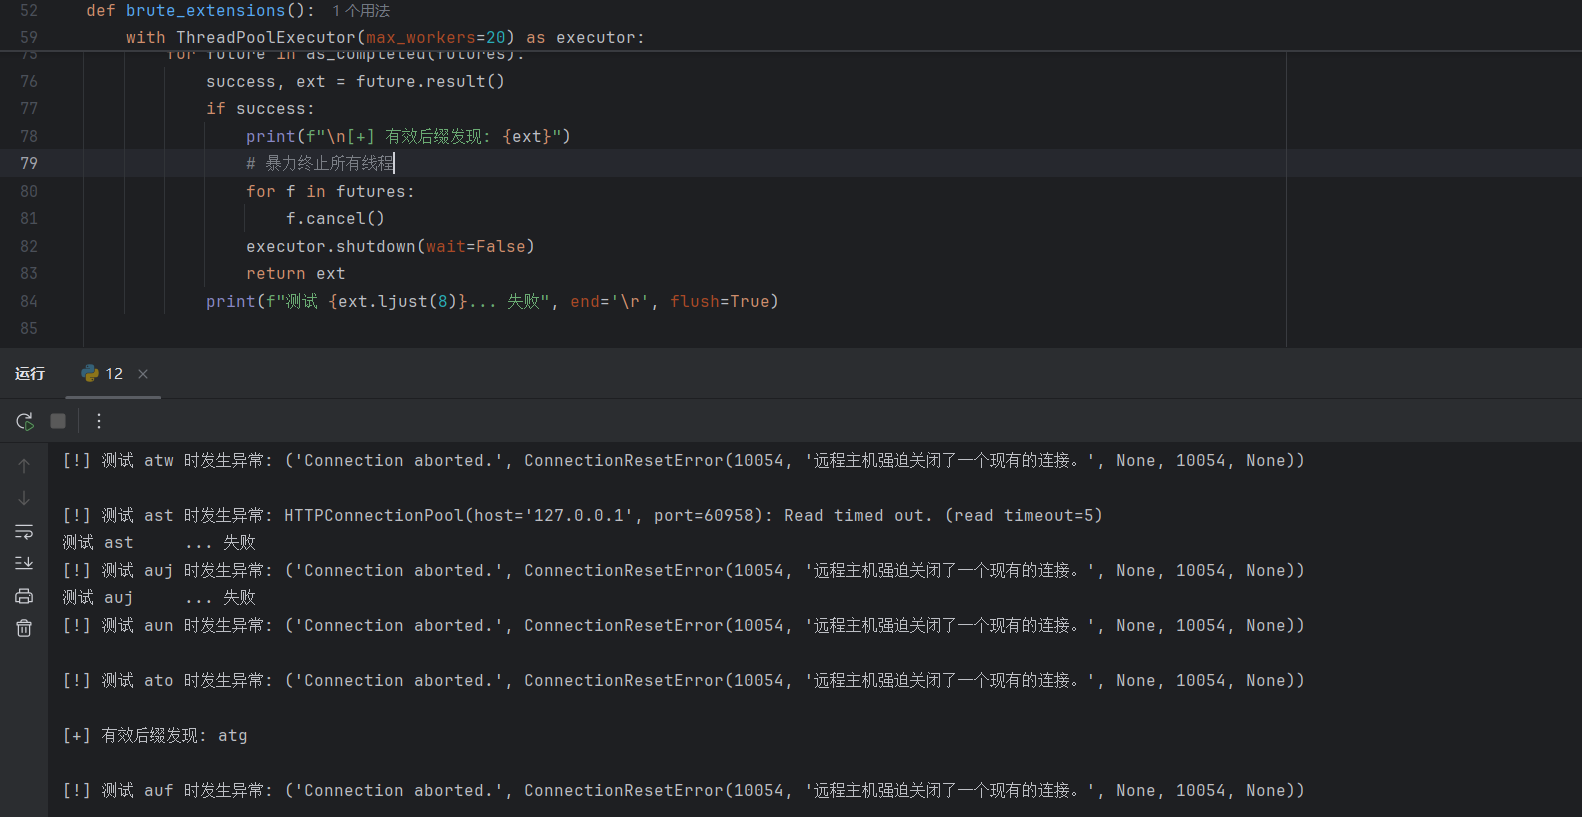 52 def brute_extensions(): 1个用法
59 with ThreadPoolExecutor(max_workers=20) as executor:
75 for future in as_completed(futures):
76 success, ext = future.result()
77 if success:
78 print(f"\n[+] 有效后缀发现: {ext}")
79 # 暴力终止所有线程
80 for f in futures:
81 f.cancel()
82 executor.shutdown(wait=False)
83 return ext
84 print(f"测试 {ext.ljust(8)}... 失败", end='\r', flush=True)
85
运行 12
[!] 测试 atw 时发生异常: ('Connection aborted.', ConnectionResetError(10054, '远程主机强迫关闭了一个现有的连接。', None, 10054, None))
[!] 测试 ast 时发生异常: HTTPConnectionPool(host='127.0.0.1', port=60958): Read timed out. (read timeout=5)
测试 ast ... 失败
[!] 测试 auj 时发生异常: ('Connection aborted.', ConnectionResetError(10054, '远程主机强迫关闭了一个现有的连接。', None, 10054, None))
测试 auj ... 失败
[!] 测试 aun 时发生异常: ('Connection aborted.', ConnectionResetError(10054, '远程主机强迫关闭了一个现有的连接。', None, 10054, None))
[!] 测试 ato 时发生异常: ('Connection aborted.', ConnectionResetError(10054, '远程主机强迫关闭了一个现有的连接。', None, 10054, None))
[+] 有效后缀发现: atg
[!] 测试 auf 时发生异常: ('Connection aborted.', ConnectionResetError(10054, '远程主机强迫关闭了一个现有的连接。', None, 10054, None))